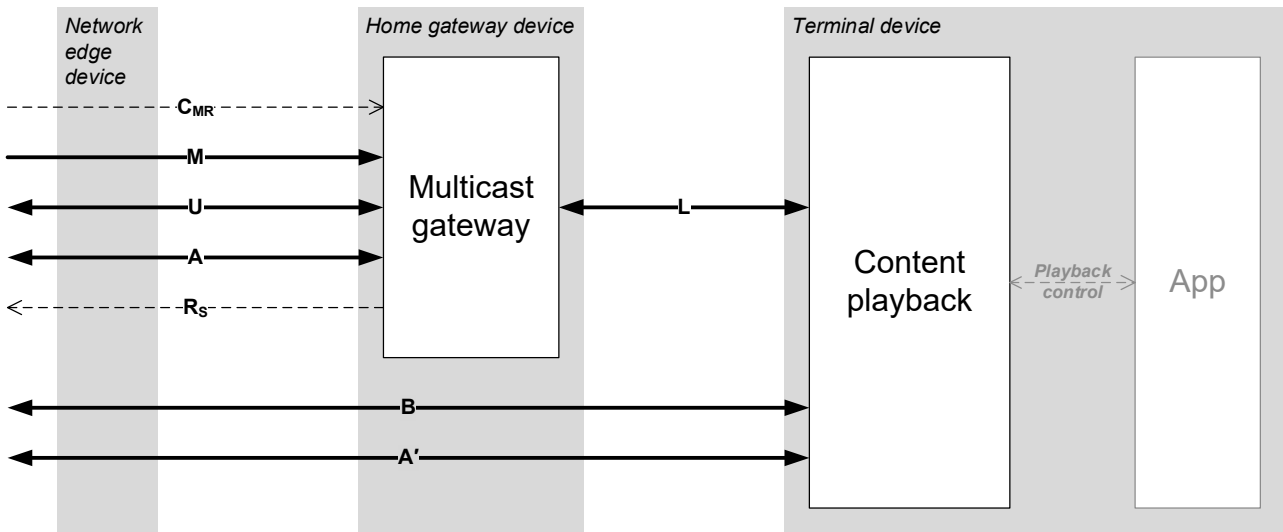 Network
edge
device
Home gateway device
Terminal device
CMR
M
U
A
RS
Multicast
gateway
L
Content
playback
Playback
control
App
B
A′